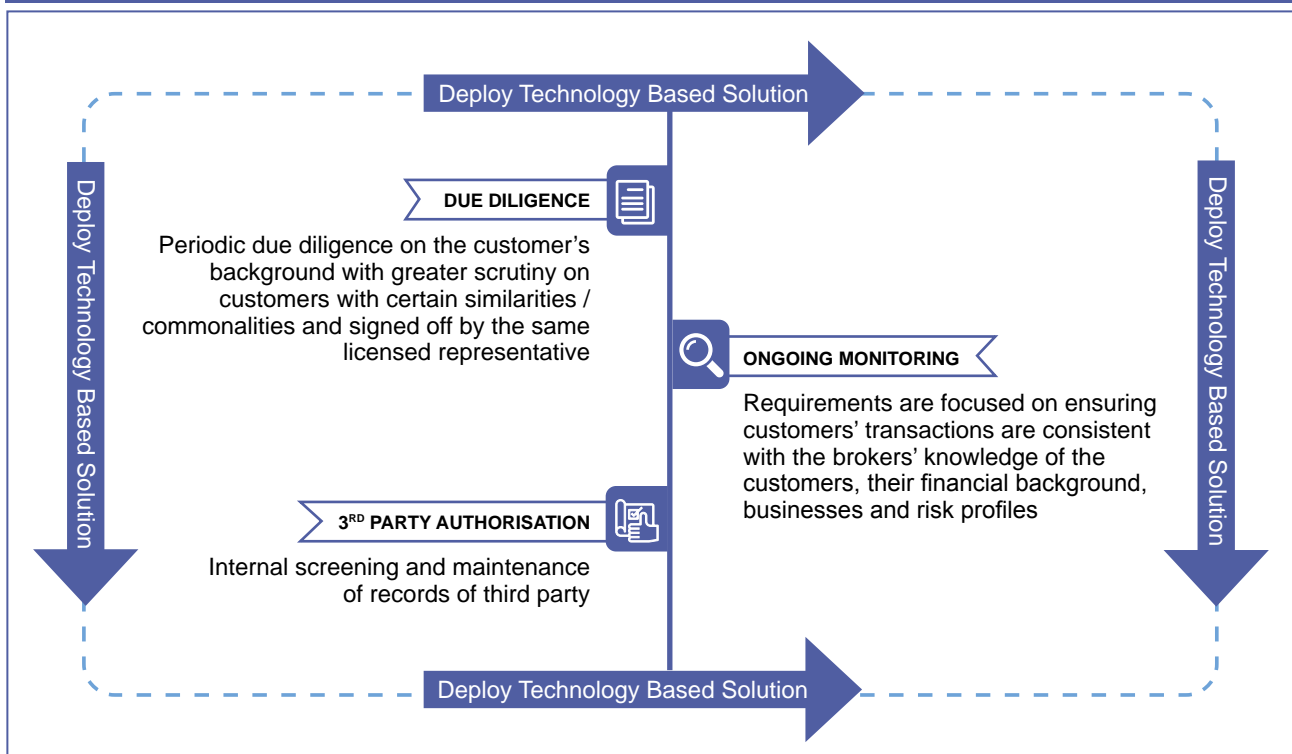 Deploy Technology Based Solution
Deploy Technology Based Solution
DUE DILIGENCE
Periodic due diligence on the customer’s
background with greater scrutiny on
customers with certain similarities /
commonalities and signed off by the same
licensed representative
ONGOING MONITORING
Requirements are focused on ensuring
customers’ transactions are consistent
with the brokers’ knowledge of the
customers, their financial background,
businesses and risk profiles
3RD PARTY AUTHORISATION
Internal screening and maintenance
of records of third party
Deploy Technology Based Solution
Deploy Technology Based Solution